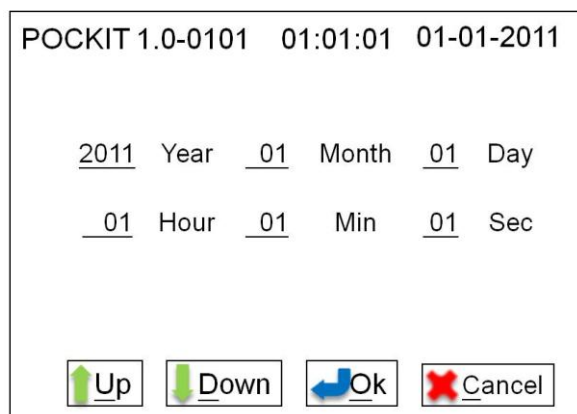 POCKIT 1.0-0101 01:01:01 01-01-2011
2011 Year 01 Month 01 Day
01 Hour 01 Min 01 Sec
Up Down Ok Cancel